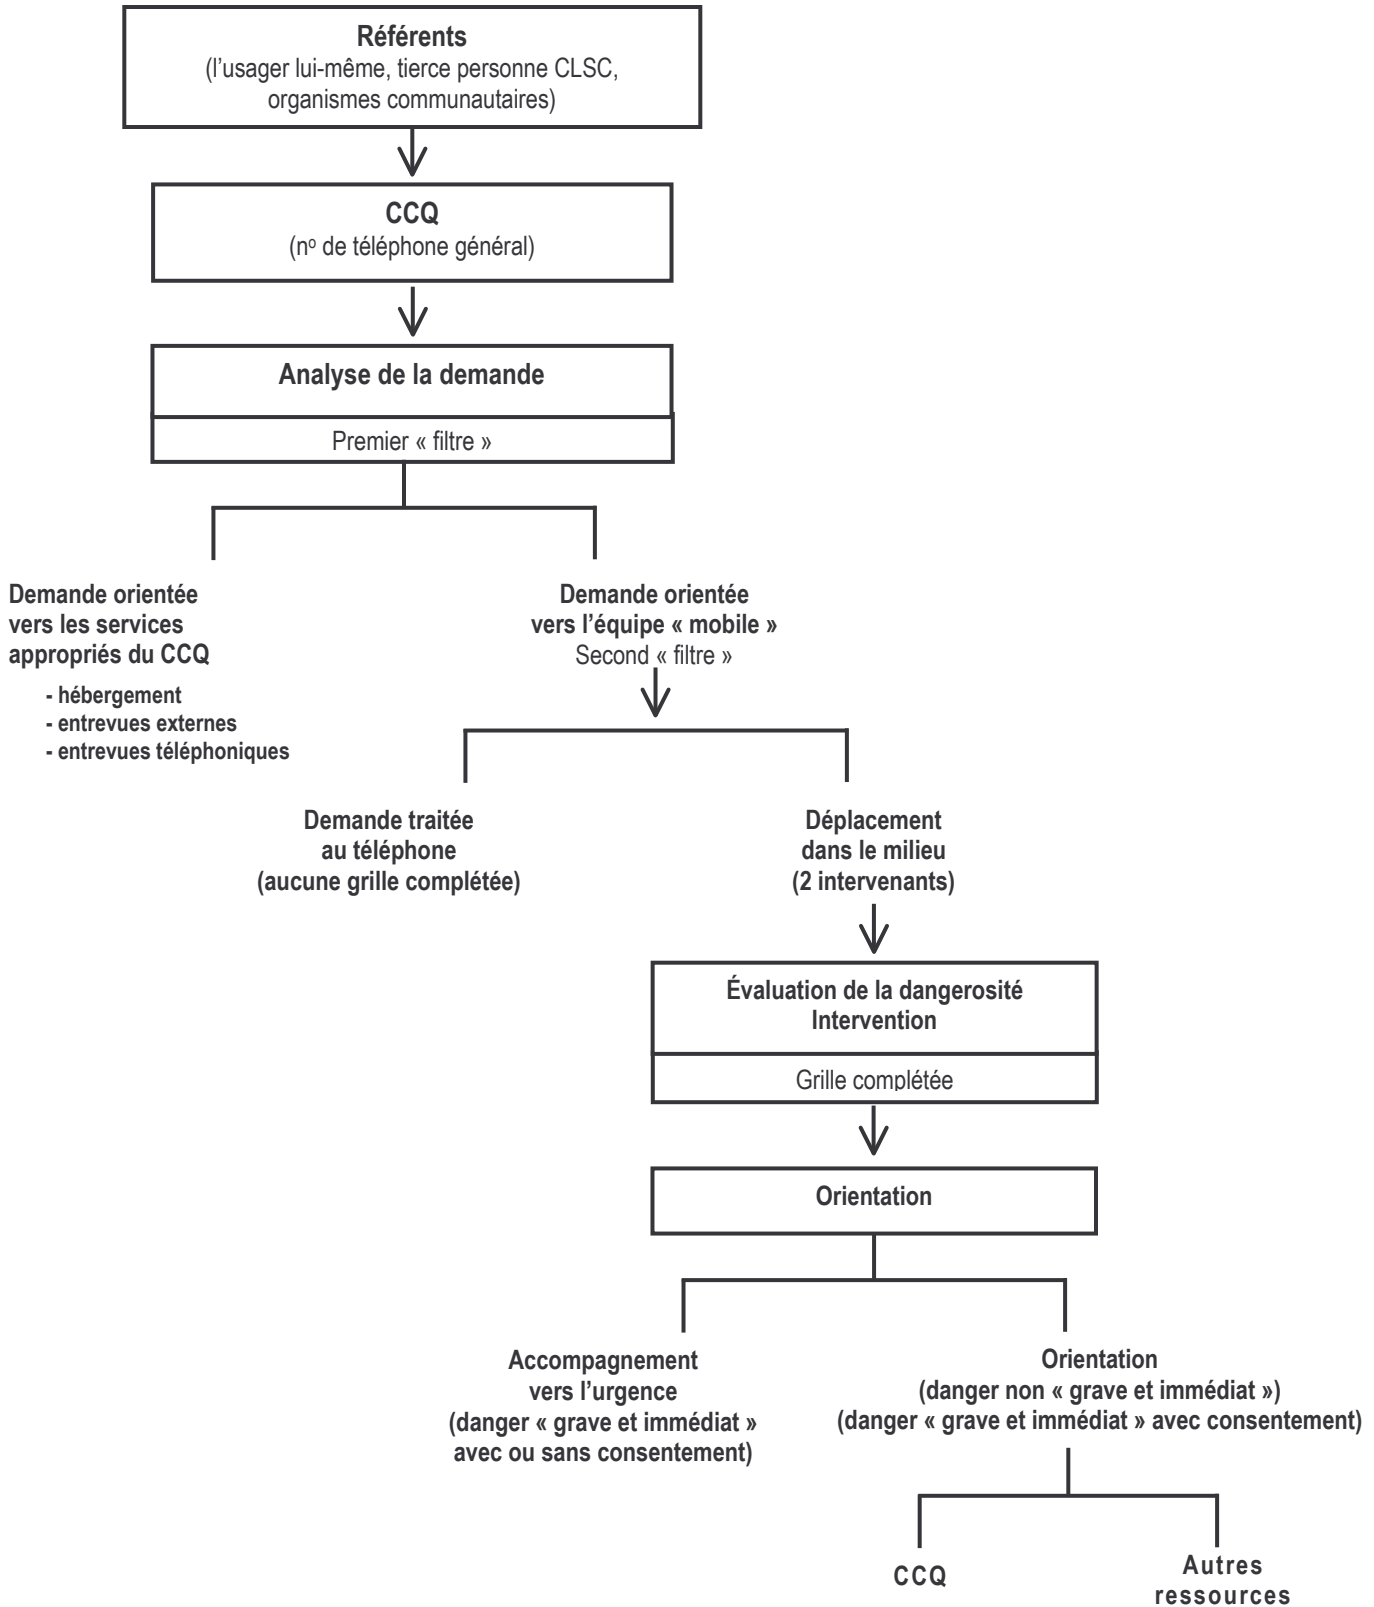 Référents
(l’usager lui-même, tierce personne CLSC,
organismes communautaires)
CCQ
(nº de téléphone général)
Analyse de la demande
Premier « filtre »
Demande orientée
vers les services
appropriés du CCQ
- hébergement
- entrevues externes
- entrevues téléphoniques
Demande orientée
vers l’équipe « mobile »
Second « filtre »
Demande traitée
au téléphone
(aucune grille complétée)
Déplacement
dans le milieu
(2 intervenants)
Évaluation de la dangerosité
Intervention
Grille complétée
Orientation
Accompagnement
vers l’urgence
(danger « grave et immédiat »
avec ou sans consentement)
Orientation
(danger non « grave et immédiat »)
(danger « grave et immédiat » avec consentement)
CCQ
Autres
ressources